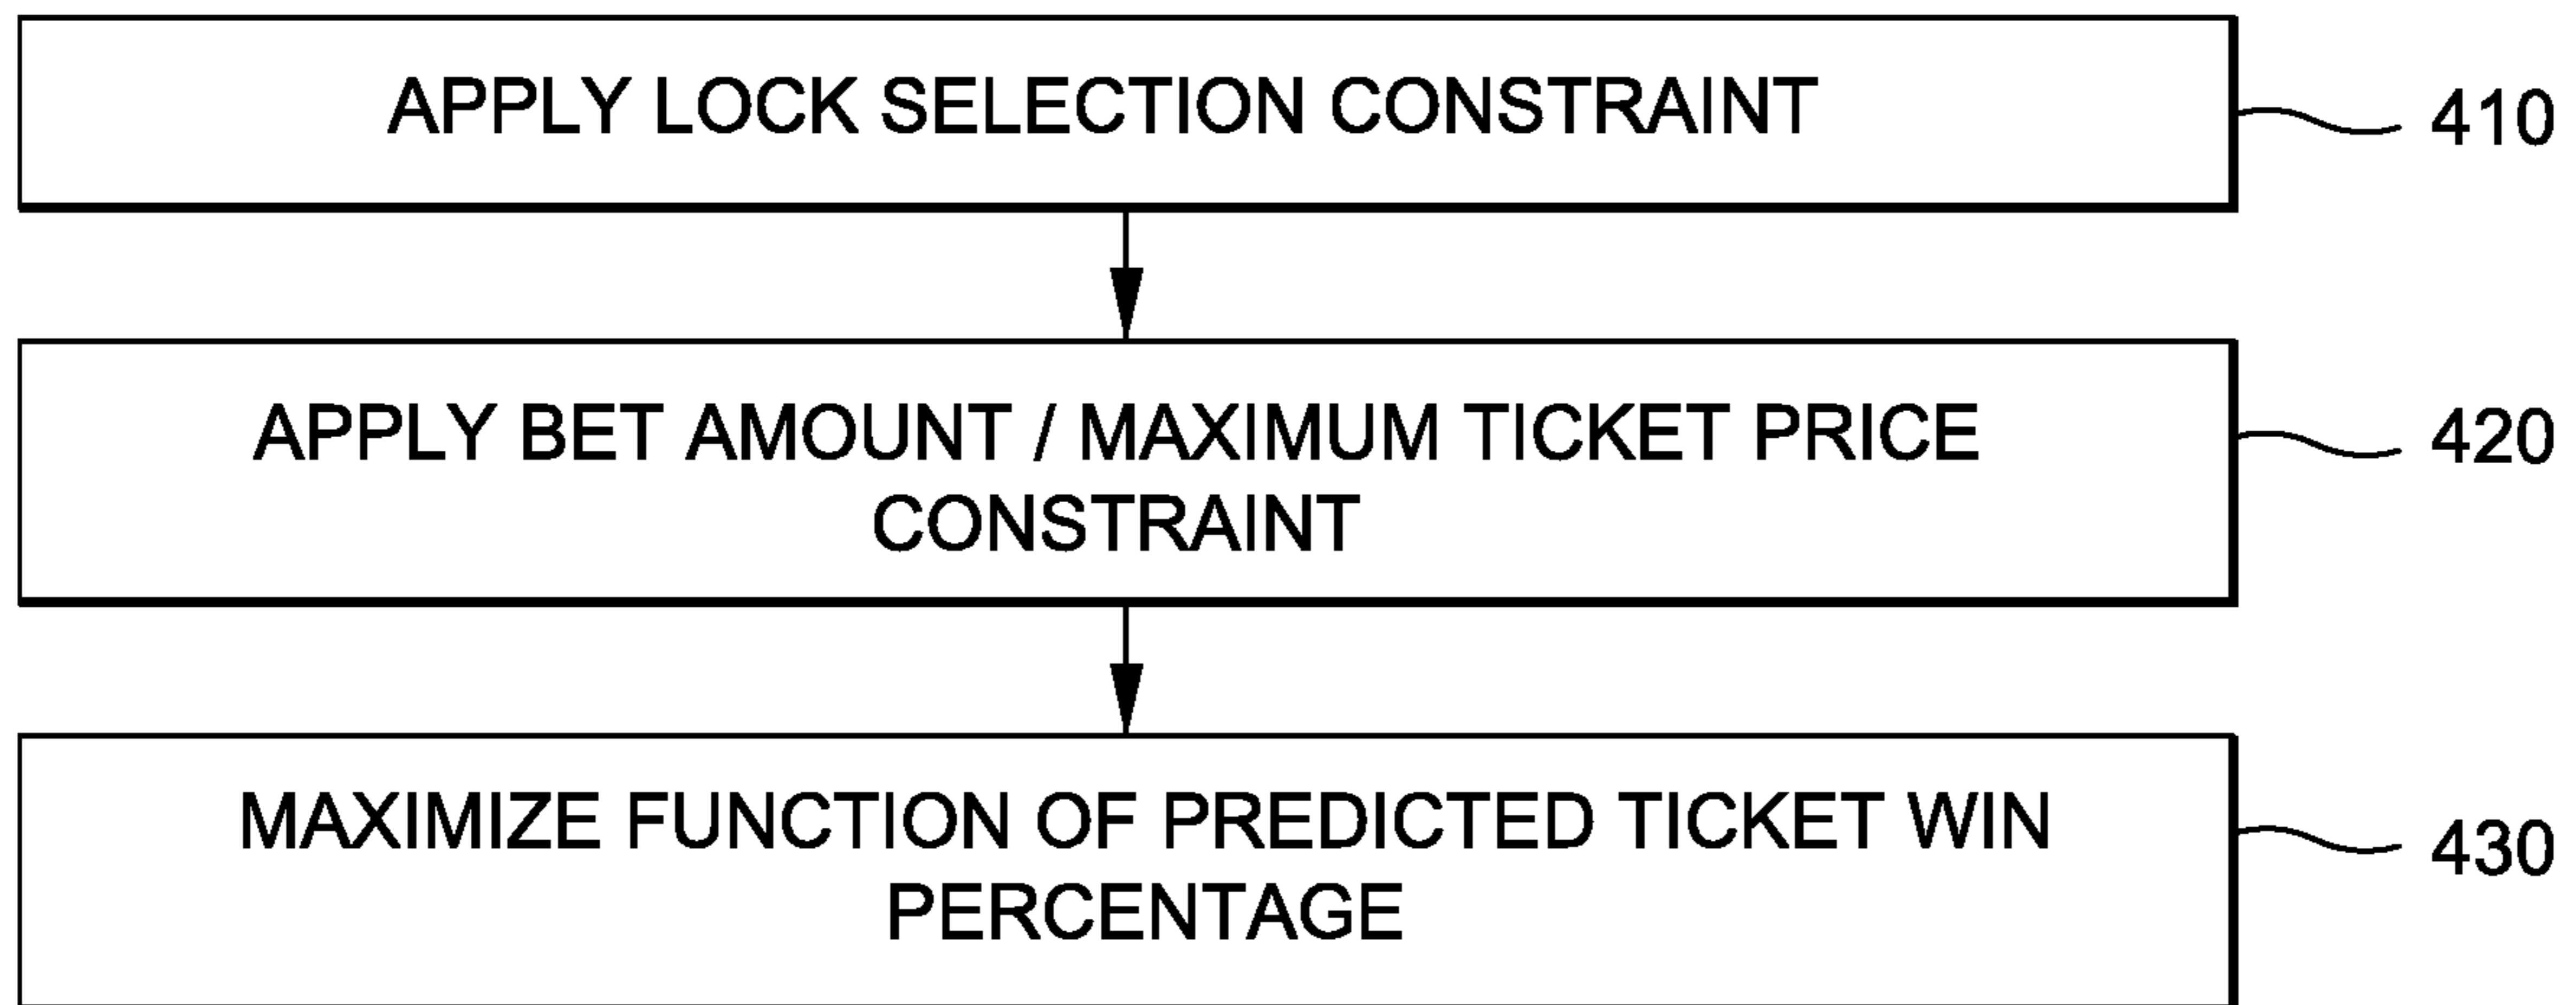 APPLY LOCK SELECTION CONSTRAINT
410
APPLY BET AMOUNT / MAXIMUM TICKET PRICE
CONSTRAINT
420
MAXIMIZE FUNCTION OF PREDICTED TICKET WIN
PERCENTAGE
430